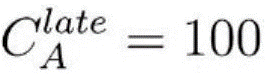 $C_A^{late} = 100$